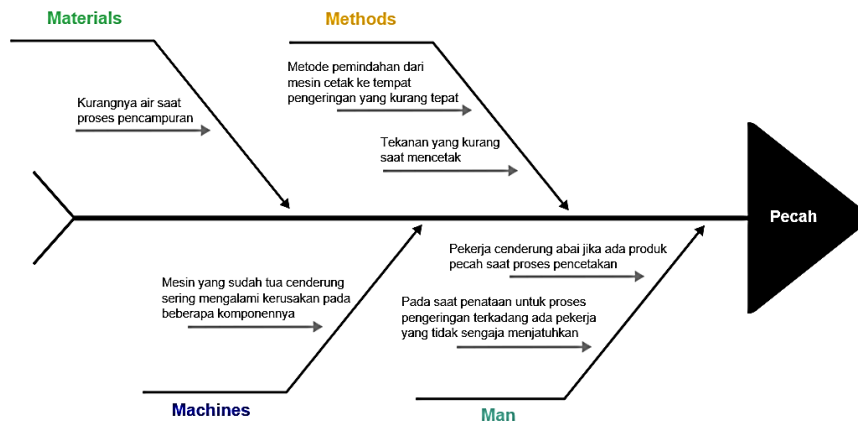 Materials
Kurangnya air saat
proses pencampuran
Methods
Metode pemindahan dari
mesin cetak ke tempat
pengeringan yang kurang tepat
Tekanan yang kurang
saat mencetak
Pecah
Mesin yang sudah tua cenderung
sering mengalami kerusakan pada
beberapa komponennya
Machines
Pekerja cenderung abai jika ada produk
pecah saat proses pencetakan
Pada saat penataan untuk proses
pengeringan terkadang ada pekerja
yang tidak sengaja menjatuhkan
Man